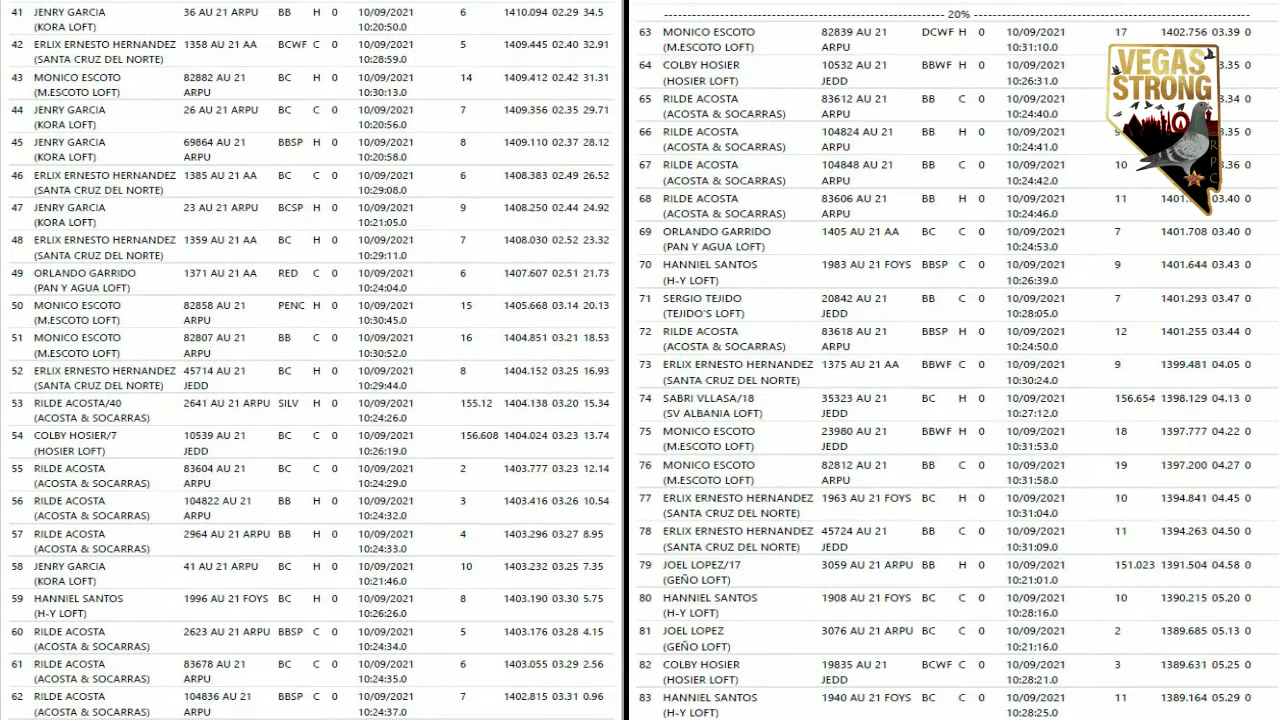 41 JENRY GARCIA 36 AU 21 ARPU BB H 0 10/09/2021 6 1410.094 02.29 34.5
(KORA LOFT) 10:20:50.0
42 ERLIX ERNESTO HERNANDEZ 1358 AU 21 AA BCWF C 0 10/09/2021 5 1409.445 02.40 32.91
(SANTA CRUZ DEL NORTE) 10:28:59.0
43 MONICO ESCOTO 82882 AU 21 BC H 0 10/09/2021 14 1409.412 02.42 31.31
(M.ESCOTO LOFT) ARPU 10:30:13.0
44 JENRY GARCIA 26 AU 21 ARPU BC C 0 10/09/2021 7 1409.356 02.35 29.71
(KORA LOFT) 10:20:56.0
45 JENRY GARCIA 69864 AU 21 BBSP H 0 10/09/2021 8 1409.110 02.37 28.12
(KORA LOFT) ARPU 10:20:58.0
46 ERLIX ERNESTO HERNANDEZ 1385 AU 21 AA BC C 0 10/09/2021 6 1408.383 02.49 26.52
(SANTA CRUZ DEL NORTE) 10:29:08.0
47 JENRY GARCIA 23 AU 21 ARPU BCSP H 0 10/09/2021 9 1408.250 02.44 24.92
(KORA LOFT) 10:21:05.0
48 ERLIX ERNESTO HERNANDEZ 1359 AU 21 AA BC H 0 10/09/2021 7 1408.030 02.52 23.32
(SANTA CRUZ DEL NORTE) 10:29:11.0
49 ORLANDO GARRIDO 1371 AU 21 AA RED C 0 10/09/2021 6 1407.607 02.51 21.73
(PAN Y AGUA LOFT) 10:24:04.0
50 MONICO ESCOTO 82858 AU 21 PENC H 0 10/09/2021 15 1405.668 03.14 20.13
(M.ESCOTO LOFT) ARPU 10:30:45.0
51 MONICO ESCOTO 82807 AU 21 BB C 0 10/09/2021 16 1404.851 03.21 18.53
(M.ESCOTO LOFT) ARPU 10:30:52.0
52 ERLIX ERNESTO HERNANDEZ 45714 AU 21 BC H 0 10/09/2021 8 1404.152 03.25 16.93
(SANTA CRUZ DEL NORTE) JEDD 10:29:44.0
53 RILDE ACOSTA/40 2641 AU 21 ARPU SILV H 0 10/09/2021 155.12 1404.138 03.20 15.34
(ACOSTA & SOCARRAS) 10:24:26.0
54 COLBY HOSIER/7 10539 AU 21 BC C 0 10/09/2021 156.608 1404.024 03.23 13.74
(HOSIER LOFT) JEDD 10:26:19.0
55 RILDE ACOSTA 83604 AU 21 BC C 0 10/09/2021 2 1403.777 03.23 12.14
(ACOSTA & SOCARRAS) ARPU 10:24:29.0
56 RILDE ACOSTA 104822 AU 21 BB H 0 10/09/2021 3 1403.416 03.26 10.54
(ACOSTA & SOCARRAS) ARPU 10:24:32.0
57 RILDE ACOSTA 2964 AU 21 ARPU BB C 0 10/09/2021 4 1403.296 03.27 8.95
(ACOSTA & SOCARRAS) 10:24:33.0
58 JENRY GARCIA 41 AU 21 ARPU BC H 0 10/09/2021 10 1403.232 03.25 7.35
(KORA LOFT) 10:21:46.0
59 HANNIEL SANTOS 1996 AU 21 FOYS BC H 0 10/09/2021 8 1403.190 03.30 5.75
(H-Y LOFT) 10:26:26.0
60 RILDE ACOSTA 2623 AU 21 ARPU BBSP C 0 10/09/2021 5 1403.176 03.28 4.15
(ACOSTA & SOCARRAS) 10:24:34.0
61 RILDE ACOSTA 83678 AU 21 BC C 0 10/09/2021 6 1403.055 03.29 2.56
(ACOSTA & SOCARRAS) ARPU 10:24:35.0
62 RILDE ACOSTA 104836 AU 21 BBSP C 0 10/09/2021 7 1402.815 03.31 0.96
(ACOSTA & SOCARRAS) ARPU 10:24:37.0
20%
63 MONICO ESCOTO 82839 AU 21 DCWF H 0 10/09/2021 17 1402.756 03.39 0
(M.ESCOTO LOFT) ARPU 10:31:10.0
64 COLBY HOSIER 10532 AU 21 BBWF H 0 10/09/2021 0
(HOSIER LOFT) JEDD 10:26:31.0
65 RILDE ACOSTA 83612 AU 21 BB C 0 10/09/2021 0
(ACOSTA & SOCARRAS) ARPU 10:24:40.0
66 RILDE ACOSTA 104824 AU 21 BB H 0 10/09/2021 0
(ACOSTA & SOCARRAS) ARPU 10:24:41.0
67 RILDE ACOSTA 104848 AU 21 BB C 0 10/09/2021 10 0
(ACOSTA & SOCARRAS) ARPU 10:24:42.0
68 RILDE ACOSTA 83606 AU 21 BB H 0 10/09/2021 11 03.40 0
(ACOSTA & SOCARRAS) ARPU 10:24:46.0
69 ORLANDO GARRIDO 1405 AU 21 AA BC C 0 10/09/2021 7 1401.708 03.40 0
(PAN Y AGUA LOFT) 10:24:53.0
70 HANNIEL SANTOS 1983 AU 21 FOYS BBSP C 0 10/09/2021 9 1401.644 03.43 0
(H-Y LOFT) 10:26:39.0
71 SERGIO TEJIDO 20842 AU 21 BB C 0 10/09/2021 7 1401.293 03.47 0
(TEJIDO'S LOFT) JEDD 10:28:05.0
72 RILDE ACOSTA 83618 AU 21 BBSP H 0 10/09/2021 12 1401.255 03.44 0
(ACOSTA & SOCARRAS) ARPU 10:24:50.0
73 ERLIX ERNESTO HERNANDEZ 1375 AU 21 AA BBWF C 0 10/09/2021 9 1399.481 04.05 0
(SANTA CRUZ DEL NORTE) 10:30:24.0
74 SABRI VLLASA/18 35323 AU 21 BC H 0 10/09/2021 156.654 1398.129 04.13 0
(SV ALBANIA LOFT) JEDD 10:27:12.0
75 MONICO ESCOTO 23980 AU 21 BBWF H 0 10/09/2021 18 1397.777 04.22 0
(M.ESCOTO LOFT) JEDD 10:31:53.0
76 MONICO ESCOTO 82812 AU 21 BB C 0 10/09/2021 19 1397.200 04.27 0
(M.ESCOTO LOFT) ARPU 10:31:58.0
77 ERLIX ERNESTO HERNANDEZ 1963 AU 21 FOYS BC H 0 10/09/2021 10 1394.841 04.45 0
(SANTA CRUZ DEL NORTE) 10:31:04.0
78 ERLIX ERNESTO HERNANDEZ 45724 AU 21 BB C 0 10/09/2021 11 1394.263 04.50 0
(SANTA CRUZ DEL NORTE) JEDD 10:31:09.0
79 JOEL LOPEZ/17 3059 AU 21 ARPU BB H 0 10/09/2021 151.023 1391.504 04.58 0
(GEÑO LOFT) 10:21:01.0
80 HANNIEL SANTOS 1908 AU 21 FOYS BC C 0 10/09/2021 10 1390.215 05.20 0
(H-Y LOFT) 10:28:16.0
81 JOEL LOPEZ 3076 AU 21 ARPU BC C 0 10/09/2021 2 1389.685 05.13 0
(GEÑO LOFT) 10:21:16.0
82 COLBY HOSIER 19835 AU 21 BCWF C 0 10/09/2021 3 1389.631 05.25 0
(HOSIER LOFT) JEDD 10:28:21.0
83 HANNIEL SANTOS 1940 AU 21 FOYS BC C 0 10/09/2021 11 1389.164 05.29 0
(H-Y LOFT) 10:28:25.0
VEGAS
STRONG
RPC